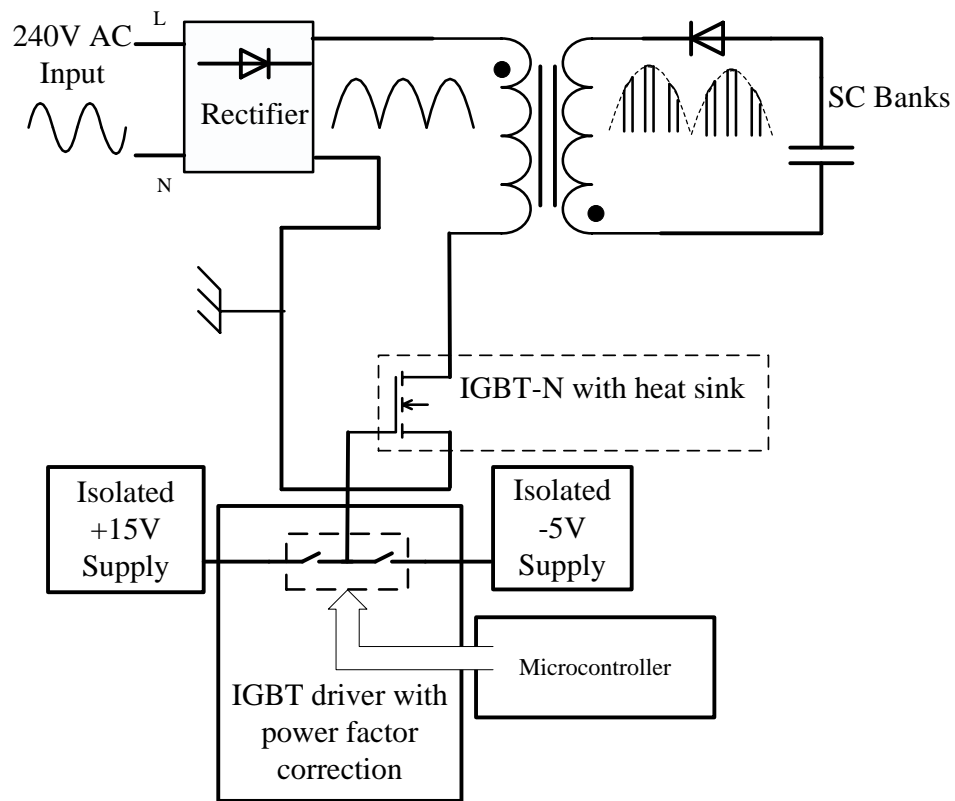 L
240V AC
Input
Rectifier
N
SC Banks
IGBT-N with heat sink
Isolated
+15V
Supply
Isolated
-5V
Supply
Microcontroller
IGBT driver with
power factor
correction